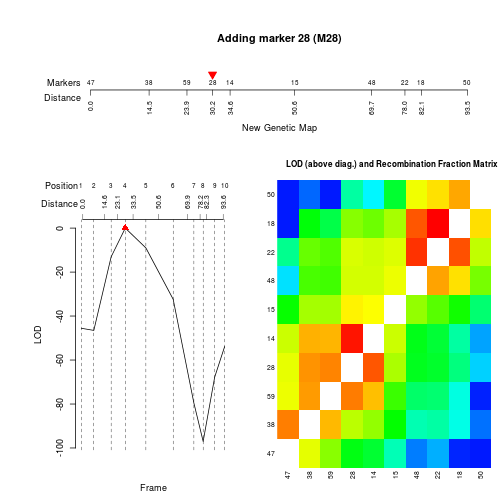 Adding marker 28 (M28)
Markers 47 38 59 28 14 15 48 22 18 50
Distance 0.0 14.5 23.9 30.2 34.6 50.6 69.7 78.0 82.1 93.5
New Genetic Map
LOD (above diag.) and Recombination Fraction Matrix
Position 1 2 3 4 5 6 7 8 9 10
Distance 0.0 14.6 23.1 33.5 50.6 69.9 78.2 82.3 93.6
LOD
0
-20
-40
-60
-80
-100
Frame
50
18
22
48
15
14
28
59
38
47
47 38 59 28 14 15 48 22 18 50